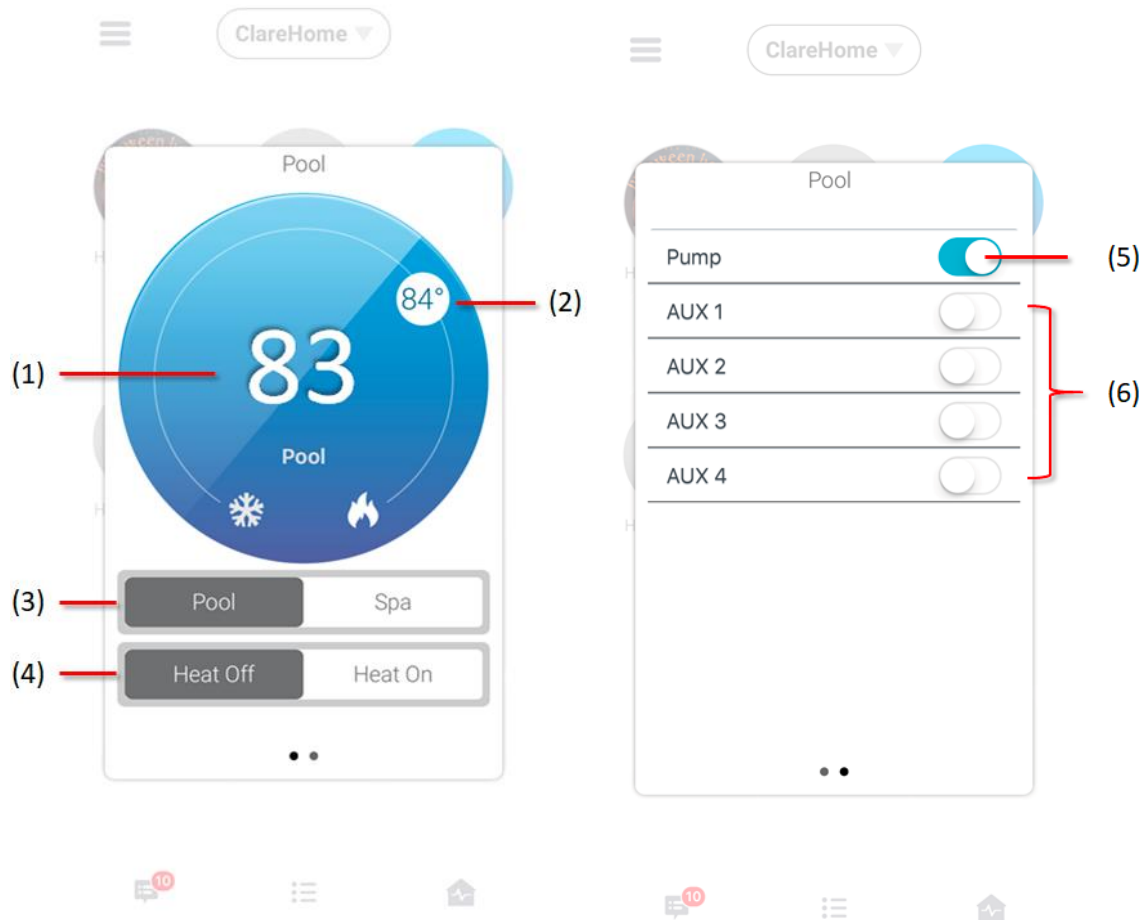 ClareHome
Pool
84°
(2)
(1)
83
Pool
(3)
Pool
Spa
(4)
Heat Off
Heat On
10
ClareHome
Pool
Pump
(5)
AUX 1
AUX 2
AUX 3
(6)
AUX 4
10